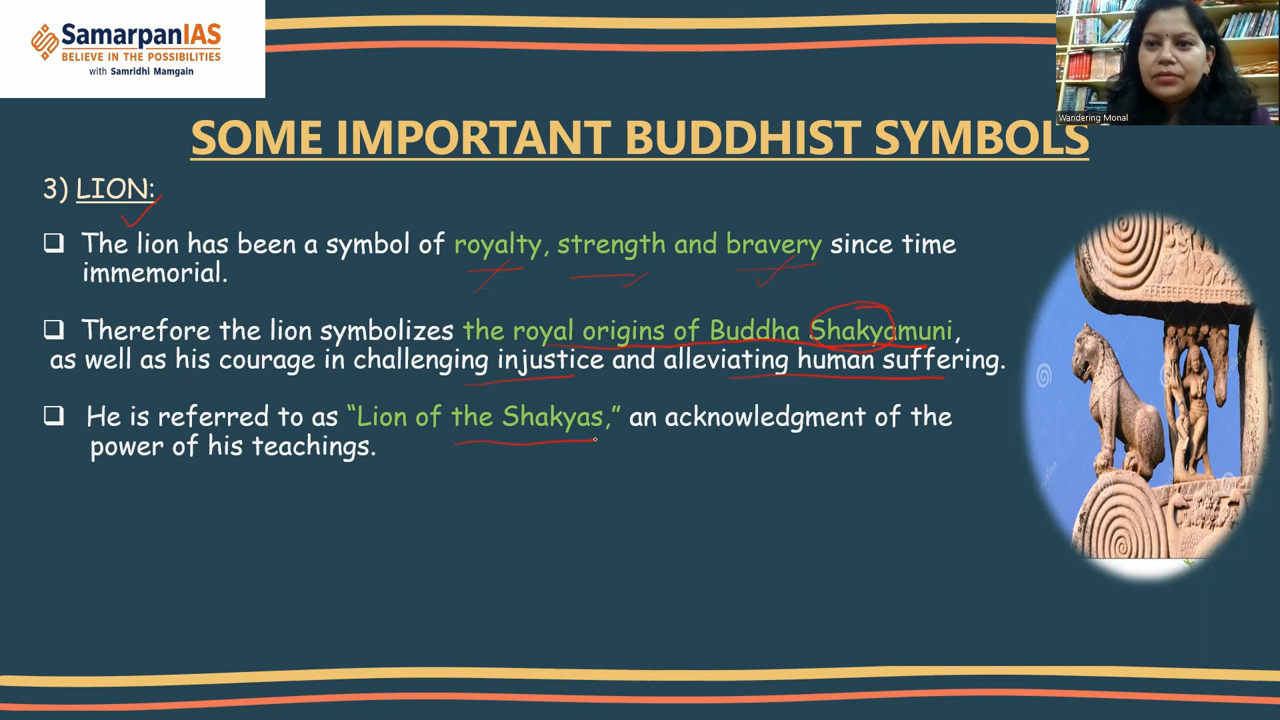 SamarpanIAS
BELIEVE IN THE POSSIBILITIES
with Samridhi Mamgain
Wandering Monal
SOME IMPORTANT BUDDHIST SYMBOLS
3) LION:
❑ The lion has been a symbol of royalty, strength and bravery since time
immemorial.
❑ Therefore the lion symbolizes the royal origins of Buddha Shakyamuni,
as well as his courage in challenging injustice and alleviating human suffering.
❑ He is referred to as “Lion of the Shakyas,” an acknowledgment of the
power of his teachings.